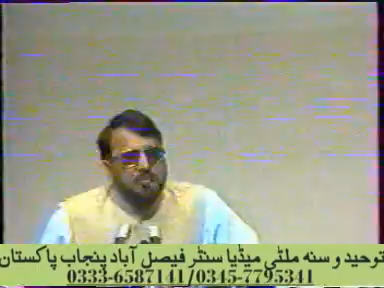 توحید و سنہ ملٹی میڈیا سنٹر فیصل آباد پنجاب پاکستان
0333-6587141/0345-7795341